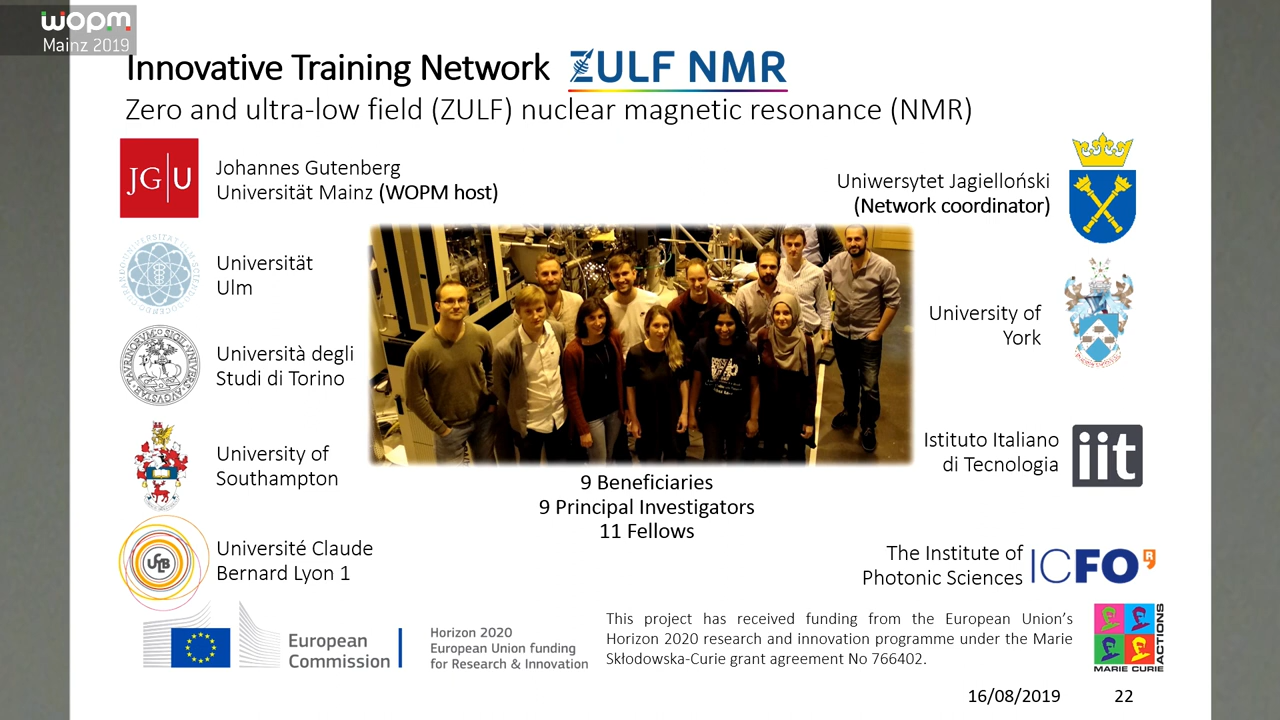 wopm
Mainz 2019
Innovative Training Network ZULF NMR
Zero and ultra-low field (ZULF) nuclear magnetic resonance (NMR)
JG|U
Johannes Gutenberg
Universität Mainz (WOPM host)
Uniwersytet Jagielloński
(Network coordinator)
Universität
Ulm
University of
York
Università degli
Studi di Torino
Istituto Italiano
di Tecnologia
iit
University of
Southampton
9 Beneficiaries
9 Principal Investigators
11 Fellows
Université Claude
Bernard Lyon 1
UCLB
The Institute of
Photonic Sciences
ICFO
European
Commission
Horizon 2020
European Union funding
for Research & Innovation
This project has received funding from the European Union's
Horizon 2020 research and innovation programme under the Marie
Skłodowska-Curie grant agreement No 766402.
MARIE CURIE
ACTIONS
16/08/2019
22